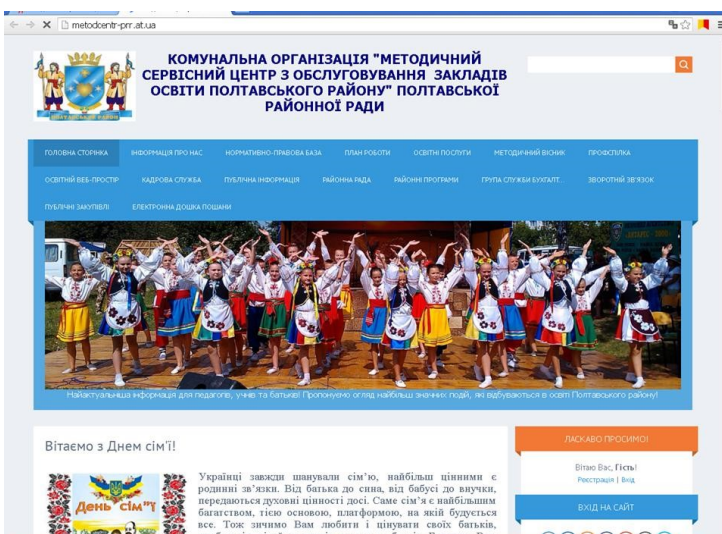 metodcentr-prr.at.ua
КОМУНАЛЬНА ОРГАНІЗАЦІЯ "МЕТОДИЧНИЙ
СЕРВІСНИЙ ЦЕНТР З ОБСЛУГОВУВАННЯ ЗАКЛАДІВ
ОСВІТИ ПОЛТАВСЬКОГО РАЙОНУ" ПОЛТАВСЬКОЇ
РАЙОННОЇ РАДИ
ГОЛОВНА СТОРІНКА ІНФОРМАЦІЯ ПРО НАС НОРМАТИВНО-ПРАВОВА БАЗА ПЛАН РОБОТИ ОСВІТНІ ПОСЛУГИ МЕТОДИЧНИЙ ВІСНИК ПРОФСПІЛКА
ОСВІТНІЙ ВЕБ-ПРОСТІР КАДРОВА СЛУЖБА ПУБЛІЧНА ІНФОРМАЦІЯ РАЙОННА РАДА РАЙОННІ ПРОГРАМИ ГРУПА СЛУЖБИ БУХГАЛТ... ЗВОРОТНІЙ ЗВ'ЯЗОК
ПУБЛІЧНІ ЗАКУПІВЛІ ЕЛЕКТРОННА ДОШКА ПОШАНИ
Найактуальніша інформація для педагогів, учнів та батьків! Пропонуємо огляд найбільш значних подій, які відбуваються в освіті Полтавського району!
Вітаємо з Днем сім'ї!
День сім"ї
Українці завжди шанували сім'ю, найбільш цінними є
родинні зв'язки. Від батька до сина, від бабусі до внучки,
передаються духовні цінності досі. Саме сім'я є найбільшим
багатством, тією основою, платформою, на якій будується
все. Тож зичимо Вам любити і цінувати своїх батьків,
ЛАСКАВО ПРОСИМО!
Вітаю Вас, Гість!
Реєстрація | Вхід
ВХІД НА САЙТ